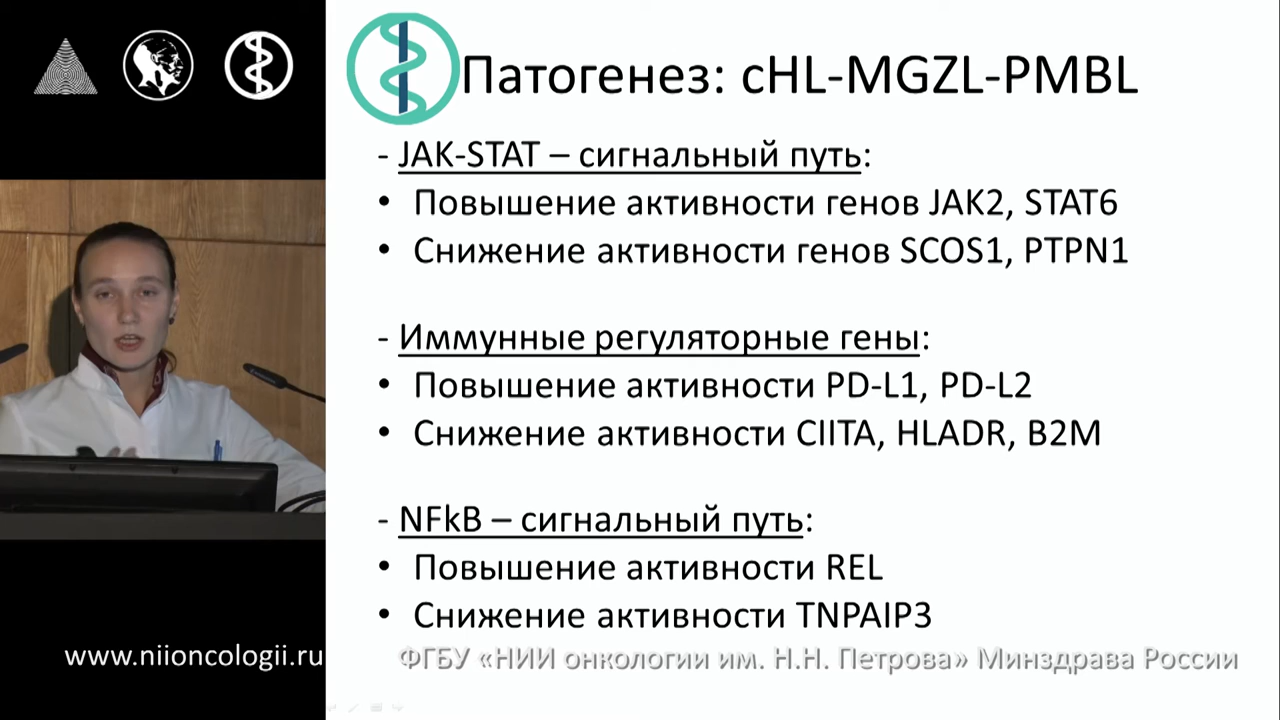 Патогенез: cHL-MGZL-PMBL
- JAK-STAT – сигнальный путь:
• Повышение активности генов JAK2, STAT6
• Снижение активности генов SCOS1, PTPN1
- Иммунные регуляторные гены:
• Повышение активности PD-L1, PD-L2
• Снижение активности CIITA, HLADR, B2M
- NFkB – сигнальный путь:
• Повышение активности REL
• Снижение активности TNPAIP3
www.niioncologii.ru
ФГБУ «НИИ онкологии им. Н.Н. Петрова» Минздрава России